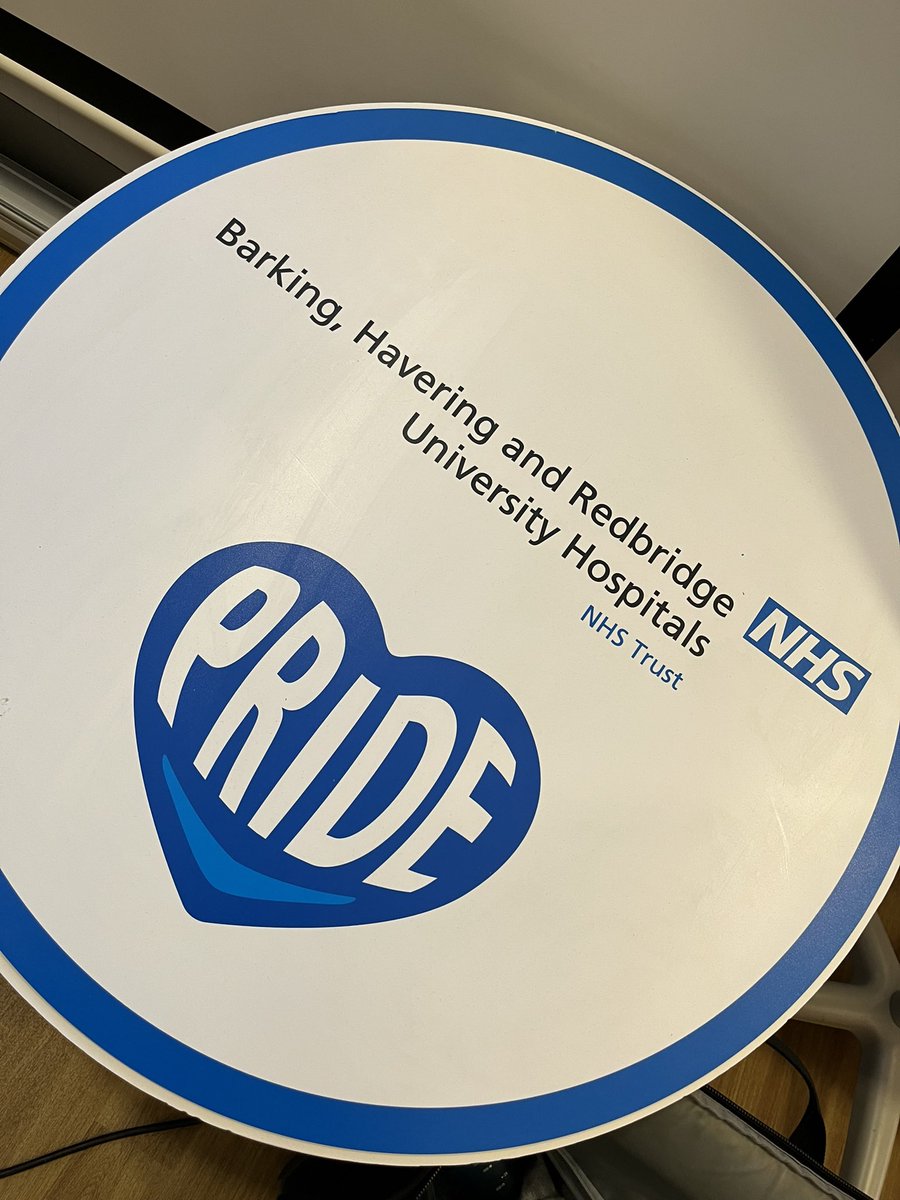 Barking, Havering and Redbridge
University Hospitals
NHS Trust
NHS
PRIDE